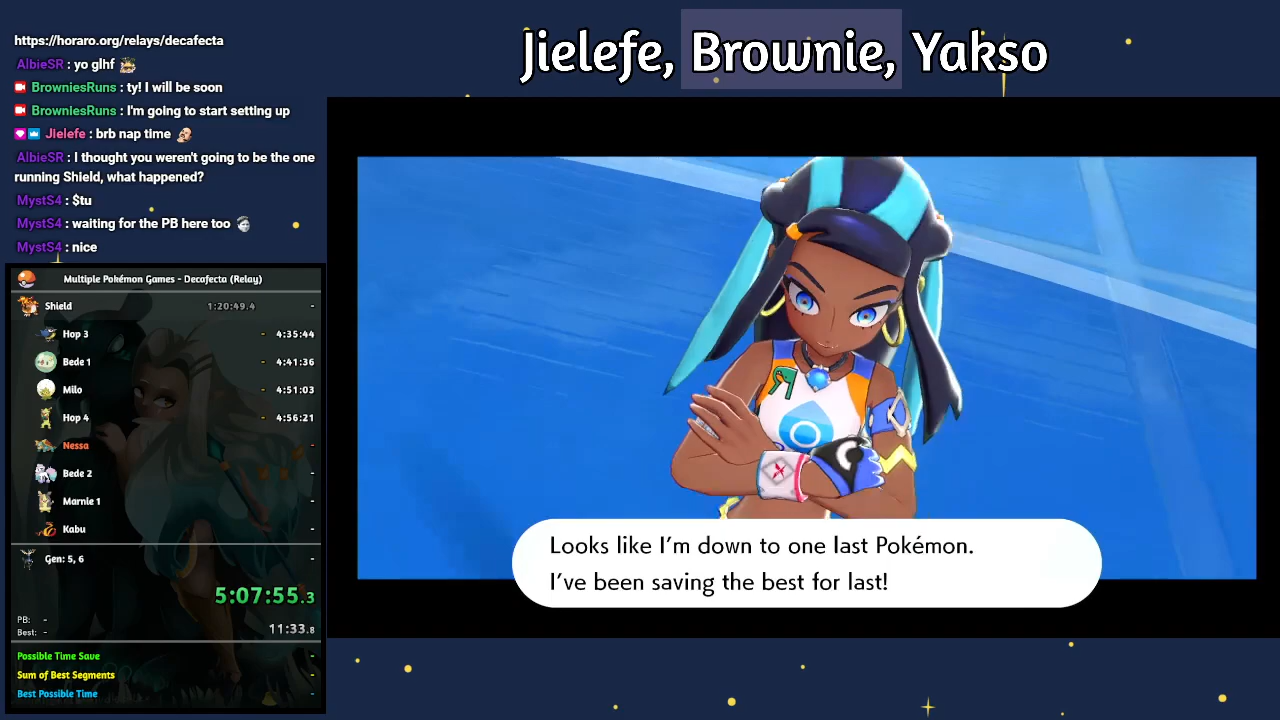 https://horaro.org/relays/decafecta
AlbieSR : yo glhf
BrowniesRuns : ty! I will be soon
BrowniesRuns : I'm going to start setting up
Jielefe : brb nap time
AlbieSR : I thought you weren't going to be the one
running Shield, what happened?
MystS4 : $tu
MystS4 : waiting for the PB here too
MystS4 : nice
Jielefe, Brownie, Yakso
Multiple Pokémon Games - Decafecta (Relay)
Shield 1:20:49.4 -
Hop 3 - 4:35:44
Bede 1 - 4:41:36
Milo - 4:51:03
Hop 4 - 4:56:21
Nessa -
Bede 2 -
Marnie 1 -
Kabu -
Gen: 5, 6 -
5:07:55.3
PB: -
Best: -
11:33.8
Possible Time Save -
Sum of Best Segments -
Best Possible Time -
Looks like I'm down to one last Pokémon.
I've been saving the best for last!